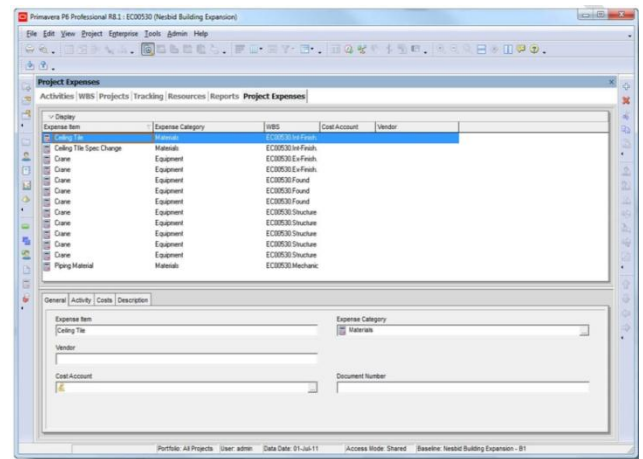 Primavera P6 Professional R8.1 : EC00530 (Nesbid Building Expansion)
File Edit View Project Enterprise Tools Admin Help
Project Expenses
Activities WBS Projects Tracking Resources Reports Project Expenses
Display
Expense Item Expense Category WBS Cost Account Vendor
Ceiling Tile Materials EC00530.Int-Finish.
Ceiling Tile Spec Change Materials EC00530.Int-Finish.
Crane Equipment EC00530.Ex-Finish.
Crane Equipment EC00530.Ex-Finish.
Crane Equipment EC00530.Found
Crane Equipment EC00530.Found
Crane Equipment EC00530.Found
Crane Equipment EC00530.Structure
Crane Equipment EC00530.Structure
Crane Equipment EC00530.Structure
Crane Equipment EC00530.Structure
Piping Material Materials EC00530.Mechanic
General Activity Costs Description
Expense Item Expense Category
Ceiling Tile Materials
Vendor
Cost Account Document Number
Portfolio: All Projects User: admin Data Date: 01-Jul-11 Access Mode: Shared Baseline: Nesbid Building Expansion - B1